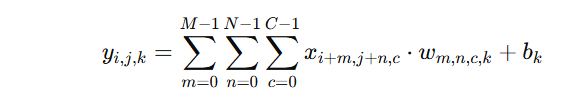 $$y_{i,j,k} = \sum_{m=0}^{M-1} \sum_{n=0}^{N-1} \sum_{c=0}^{C-1} x_{i+m,j+n,c} \cdot w_{m,n,c,k} + b_k$$